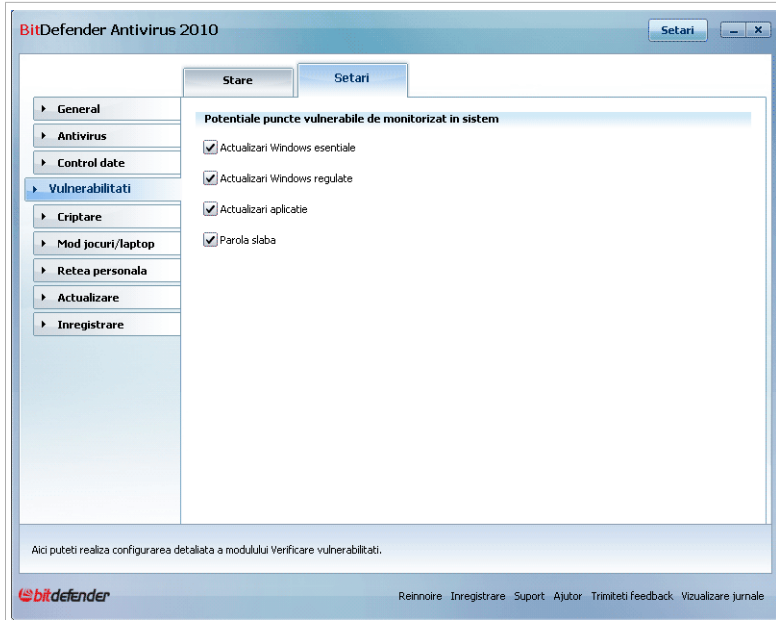 BitDefender Antivirus 2010
Setari
Stare
Setari
General
Antivirus
Control date
Vulnerabilitati
Criptare
Mod jocuri/laptop
Retea personala
Actualizare
Inregistrare
Potentiale puncte vulnerabile de monitorizat in sistem
Actualizari Windows esentiale
Actualizari Windows regulate
Actualizari aplicatie
Parola slaba
Aici puteti realiza configurarea detaliata a modulului Verificare vulnerabilitati.
bitdefender
Reinnoire Inregistrare Suport Ajutor Trimiteti feedback Vizualizare jurnale